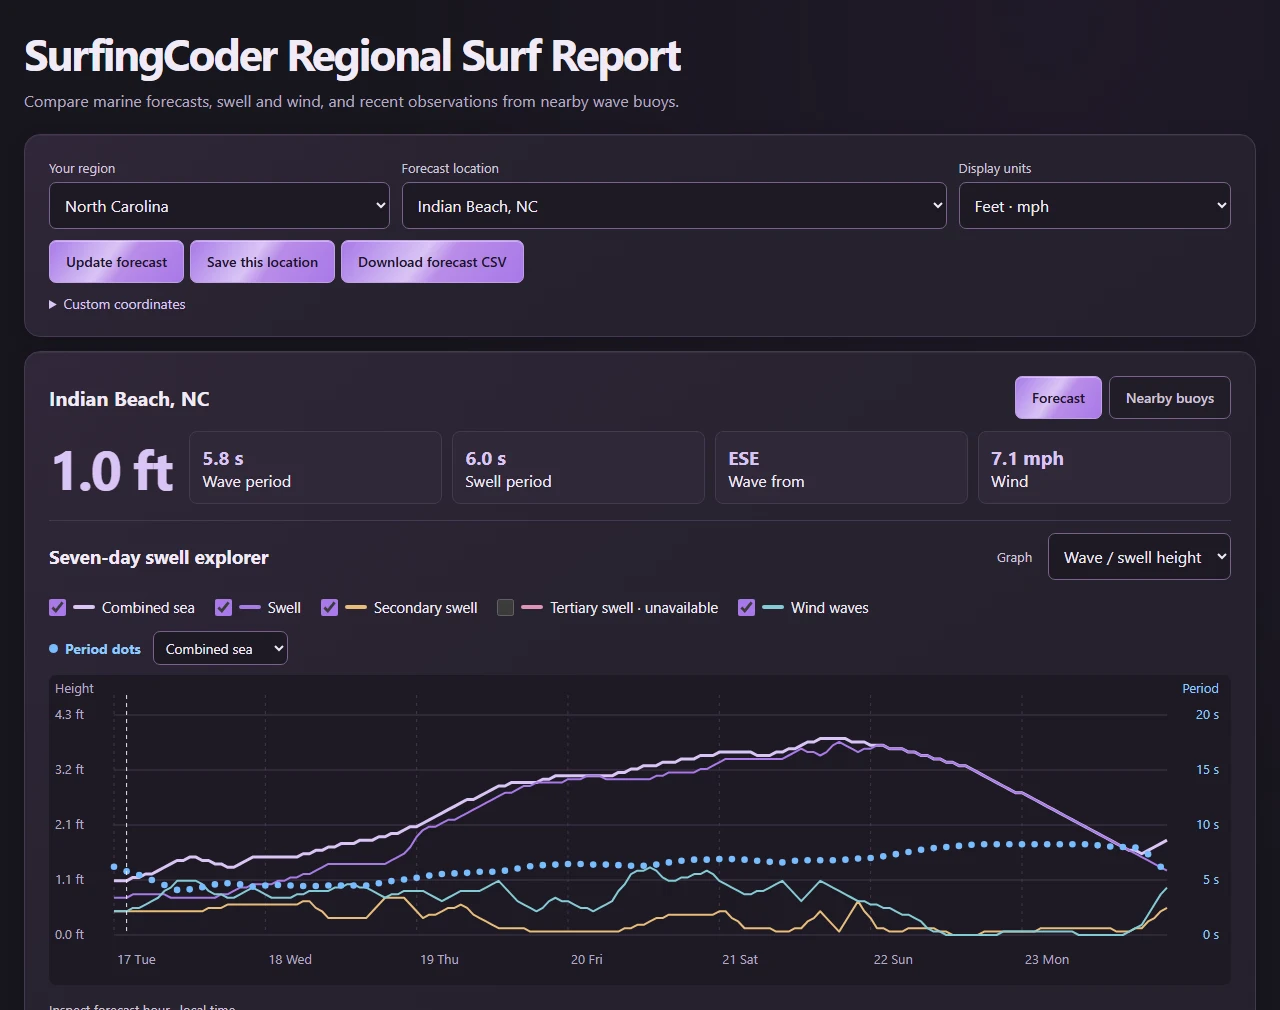 SurfingCoder Regional Surf Report
Compare marine forecasts, swell and wind, and recent observations from nearby wave buoys.
Your region
Forecast location
Display units
North Carolina
Indian Beach, NC
Feet · mph
Update forecast
Save this location
Download forecast CSV
Custom coordinates
Indian Beach, NC
Forecast
Nearby buoys
1.0 ft
5.8 s
Wave period
6.0 s
Swell period
ESE
Wave from
7.1 mph
Wind
Seven-day swell explorer
Graph
Wave / swell height
Combined sea
Swell
Secondary swell
Tertiary swell · unavailable
Wind waves
Period dots
Combined sea
Height
Period
4.3 ft
20 s
3.2 ft
15 s
2.1 ft
10 s
1.1 ft
5 s
0.0 ft
0 s
17 Tue
18 Wed
19 Thu
20 Fri
21 Sat
22 Sun
23 Mon
Inspect forecast hour · local time